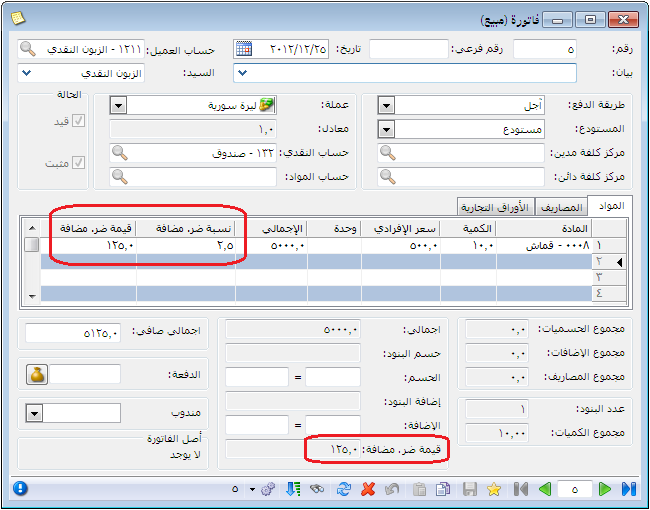 فاتورة (مبيع)
رقم: ٥ رقم فرعي: تاريخ: ٢٠١٢/١٢/٢٥ حساب العميل: ١٢١١ - الزبون النقدي
بيان: السيد: الزبون النقدي
طريقة الدفع: آجل
المستودع: مستودع
مركز كلفة مدين:
مركز كلفة دائن:
عملة: ليرة سورية
معادل: ١,٠
حساب النقدي: ١٣٢ - صندوق
حساب المواد:
الحالة
قيد
مثبت
المواد المصاريف الأوراق التجارية
المادة الكمية سعر الإفرادي وحدة الإجمالي نسبة ضر. مضافة قيمة ضر. مضافة
١ ٠٠٠٨ - قماش ١٠,٠ ٥٠٠,٠ ٥٠٠٠,٠ ٢,٥ ١٢٥,٠
٢
٣
٤
مجموع الحسميات: ٠,٠
مجموع الإضافات: ٠,٠
مجموع المصاريف: ٠,٠
عدد البنود: ١
مجموع الكميات: ١٠,٠٠
اجمالي: ٥٠٠٠,٠
حسم البنود:
الحسم: =
إضافة البنود:
الإضافة: =
قيمة ضر. مضافة: ١٢٥,٠
اجمالي صافي: ٥١٢٥,٠
الدفعة:
مندوب
أصل الفاتورة
لا يوجد
٥ ٥